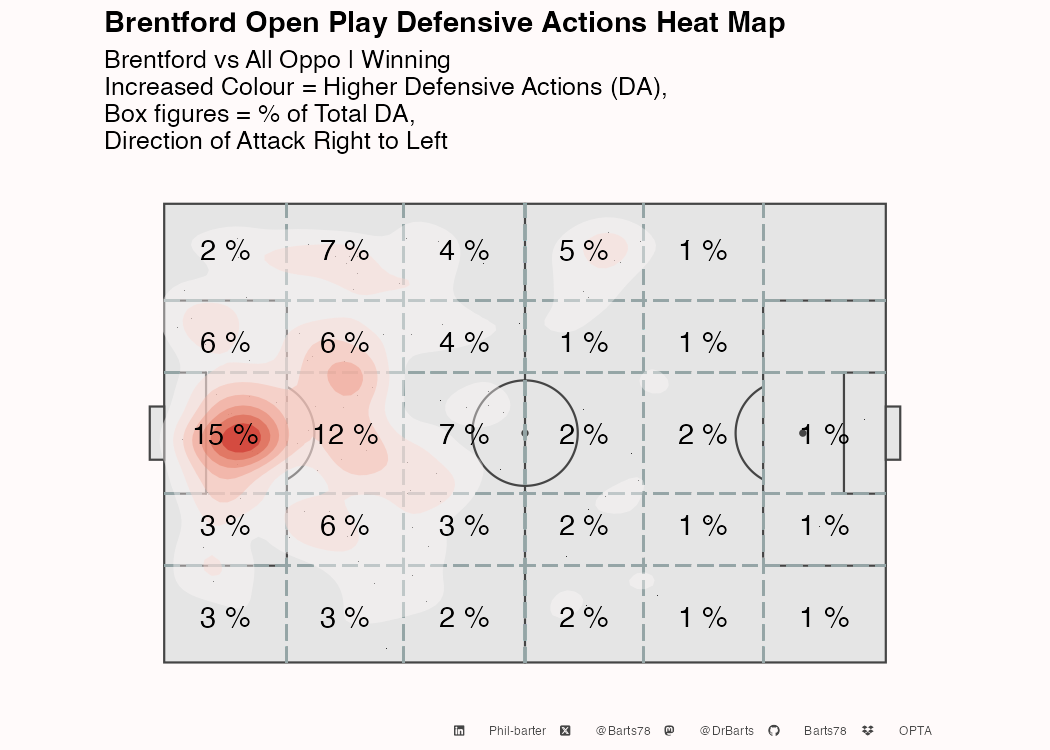 Brentford Open Play Defensive Actions Heat Map
Brentford vs All Oppo | Winning
Increased Colour = Higher Defensive Actions (DA),
Box figures = % of Total DA,
Direction of Attack Right to Left
2 % 7 % 4 % 5 % 1 %
6 % 6 % 4 % 1 % 1 %
15 % 12 % 7 % 2 % 2 % 1 %
3 % 6 % 3 % 2 % 1 % 1 %
3 % 3 % 2 % 2 % 1 % 1 %
Phil-barter @Barts78 @DrBarts Barts78 OPTA